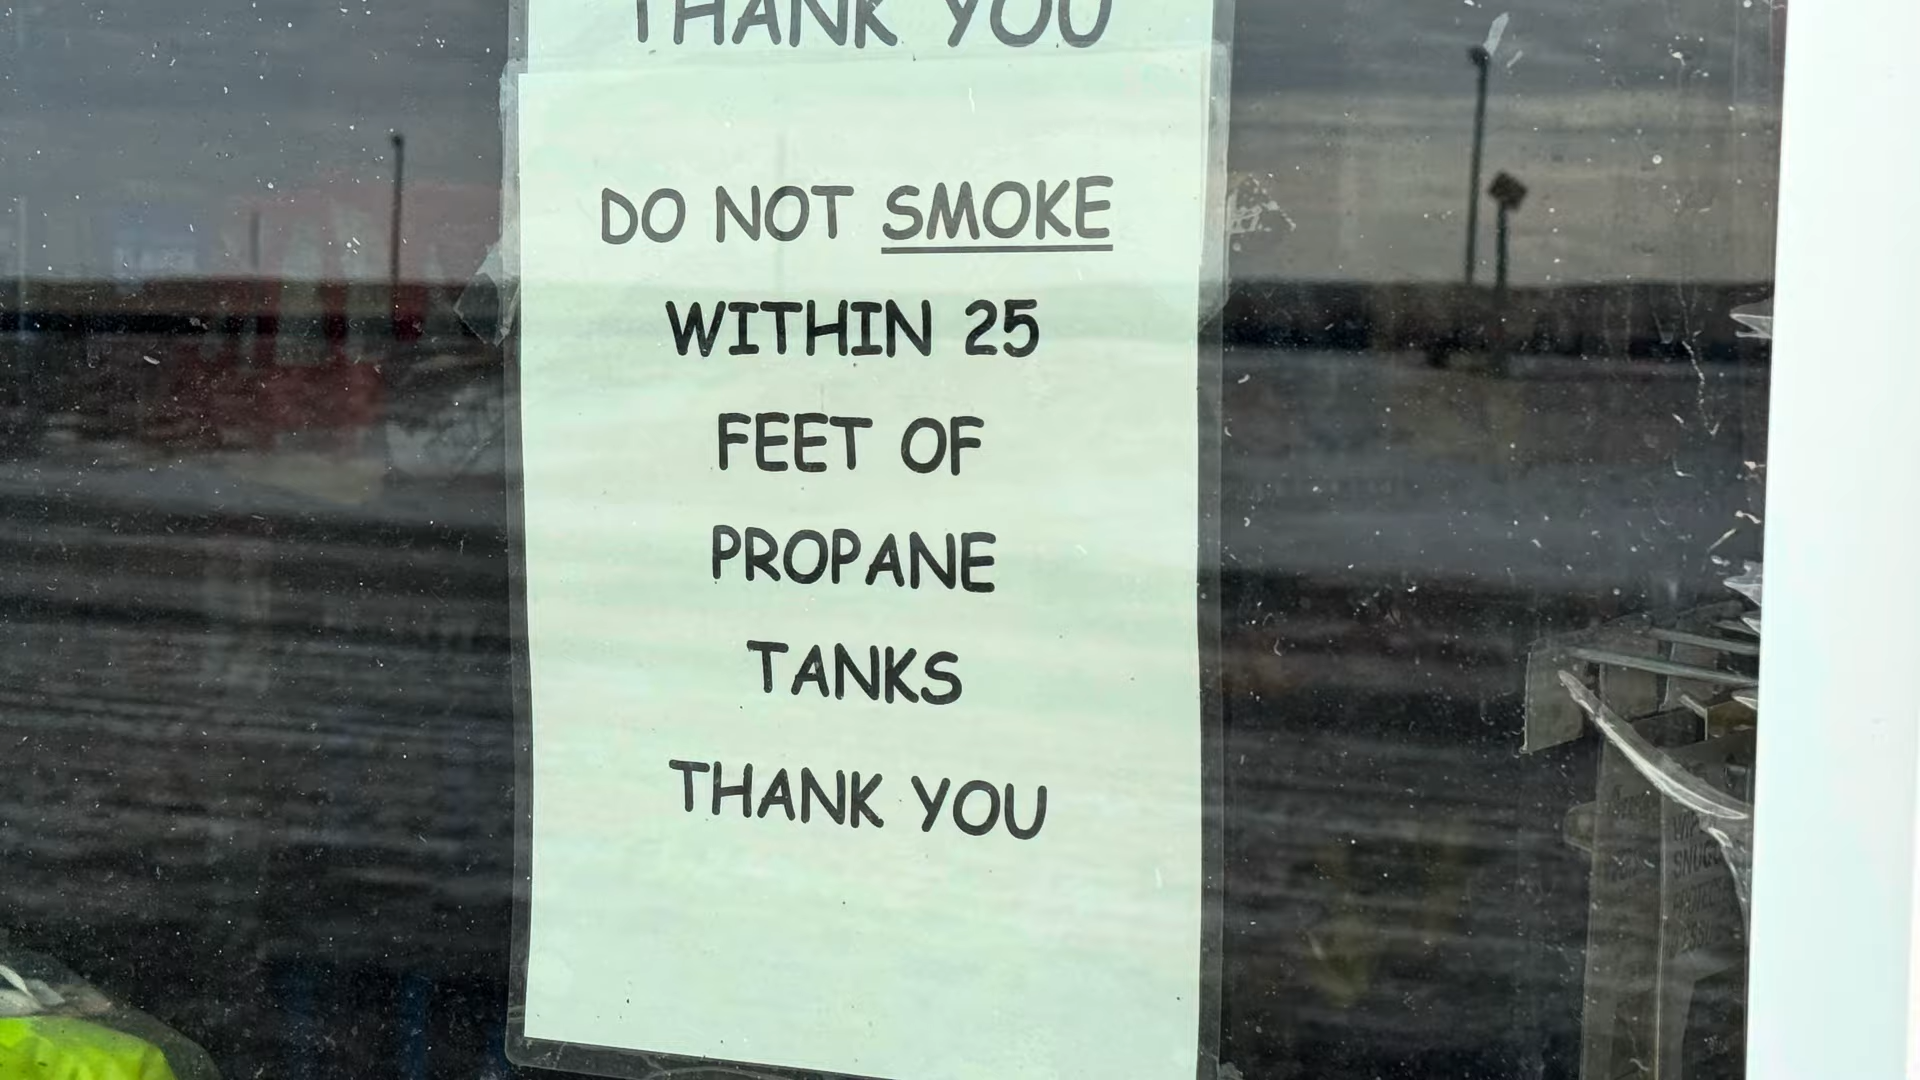 THANK YOU
DO NOT SMOKE
WITHIN 25
FEET OF
PROPANE
TANKS
THANK YOU